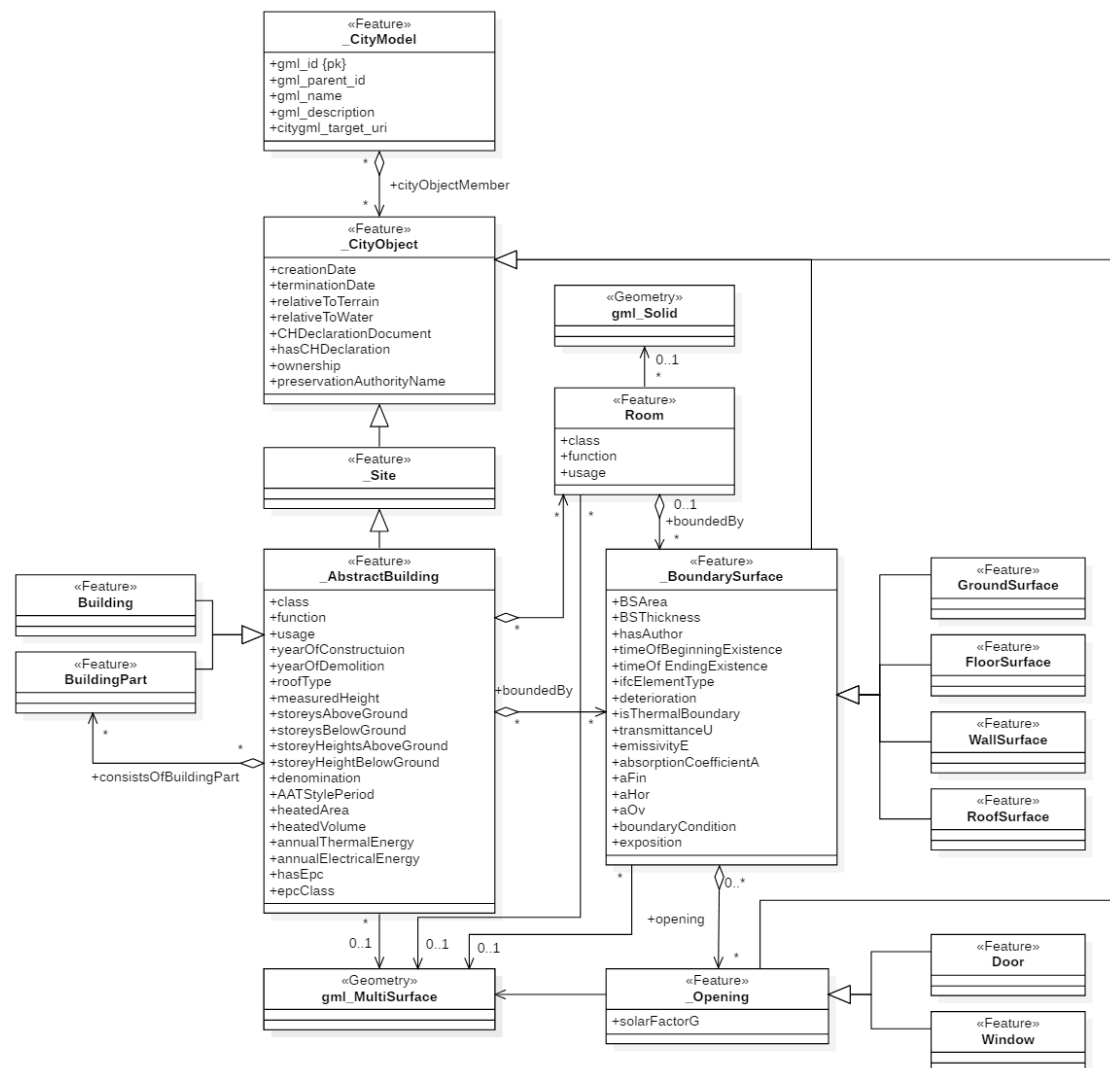 «Feature»
_CityModel
+gml_id {pk}
+gml_parent_id
+gml_name
+gml_description
+citygml_target_uri
*
+cityObjectMember
*
«Feature»
_CityObject
+creationDate
+terminationDate
+relativeToTerrain
+relativeToWater
+CHDeclarationDocument
+hasCHDeclaration
+ownership
+preservationAuthorityName
«Geometry»
gml_Solid
0..1
*
«Feature»
Room
+class
+function
+usage
«Feature»
_Site
*
*
0..1
+boundedBy
*
«Feature»
_AbstractBuilding
+class
+function
+usage
+yearOfConstructuion
+yearOfDemolition
+roofType
+measuredHeight
+storeysAboveGround
+storeysBelowGround
+storeyHeightsAboveGround
+storeyHeightBelowGround
+denomination
+AATStylePeriod
+heatedArea
+heatedVolume
+annualThermalEnergy
+annualElectricalEnergy
+hasEpc
+epcClass
«Feature»
Building
«Feature»
BuildingPart
*
*
+consistsOfBuildingPart
*
+boundedBy
*
*
«Feature»
_BoundarySurface
+BSArea
+BSThickness
+hasAuthor
+timeOfBeginningExistence
+timeOf EndingExistence
+ifcElementType
+deterioration
+isThermalBoundary
+transmittanceU
+emissivityE
+absorptionCoefficientA
+aFin
+aHor
+aOv
+boundaryCondition
+exposition
«Feature»
GroundSurface
«Feature»
FloorSurface
«Feature»
WallSurface
«Feature»
RoofSurface
*
0..1
0..1
*
0..1
0..*
+opening
*
«Geometry»
gml_MultiSurface
«Feature»
_Opening
+solarFactorG
«Feature»
Door
«Feature»
Window